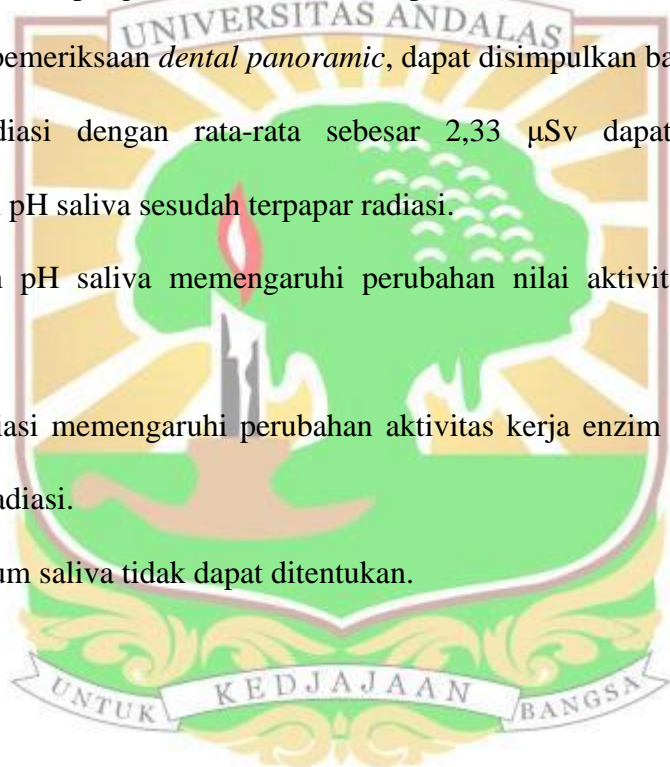 UNIVERSITAS ANDALAS
pemeriksaan dental panoramic, dapat disimpulkan ba
diasi dengan rata-rata sebesar 2,33 μSv dapat
pH saliva sesudah terpapar radiasi.
pH saliva memengaruhi perubahan nilai aktivit
iasi memengaruhi perubahan aktivitas kerja enzim
adiasi.
um saliva tidak dapat ditentukan.
UNTUK KEDJAJAAN BANGSA